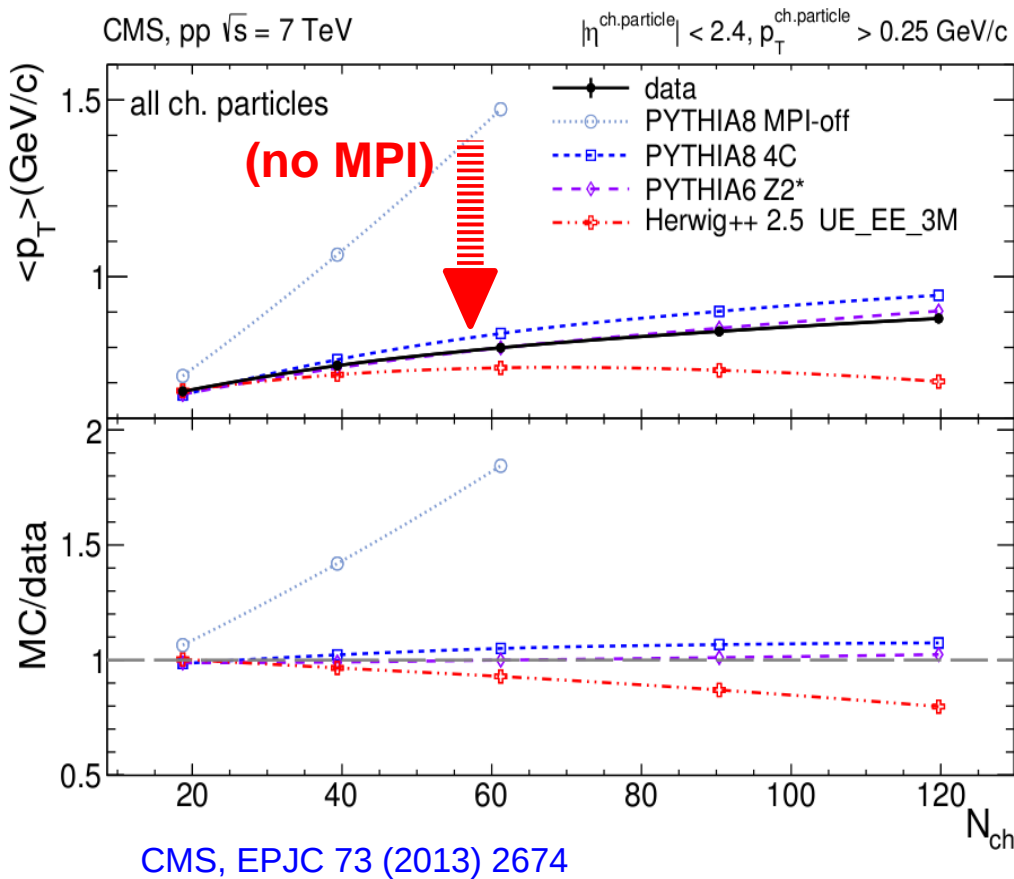 CMS, pp √s = 7 TeV |η^ch.particle| < 2.4, p_T^ch.particle > 0.25 GeV/c
<p_T>(GeV/c)
1.5
1
all ch. particles
(no MPI)
data
PYTHIA8 MPI-off
PYTHIA8 4C
PYTHIA6 Z2*
Herwig++ 2.5 UE_EE_3M
MC/data
2
1.5
1
0.5
20 40 60 80 100 120
N_ch
CMS, EPJC 73 (2013) 2674